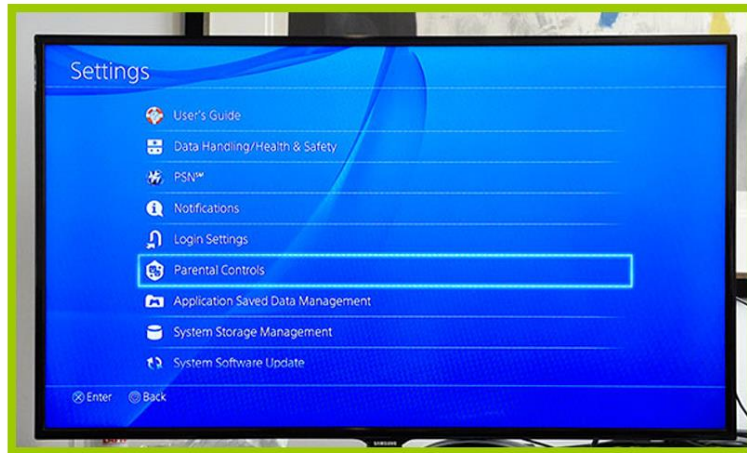 Settings
User's Guide
Data Handling/Health & Safety
PSN℠
Notifications
Login Settings
Parental Controls
Application Saved Data Management
System Storage Management
System Software Update
Enter Back
SAMSUNG